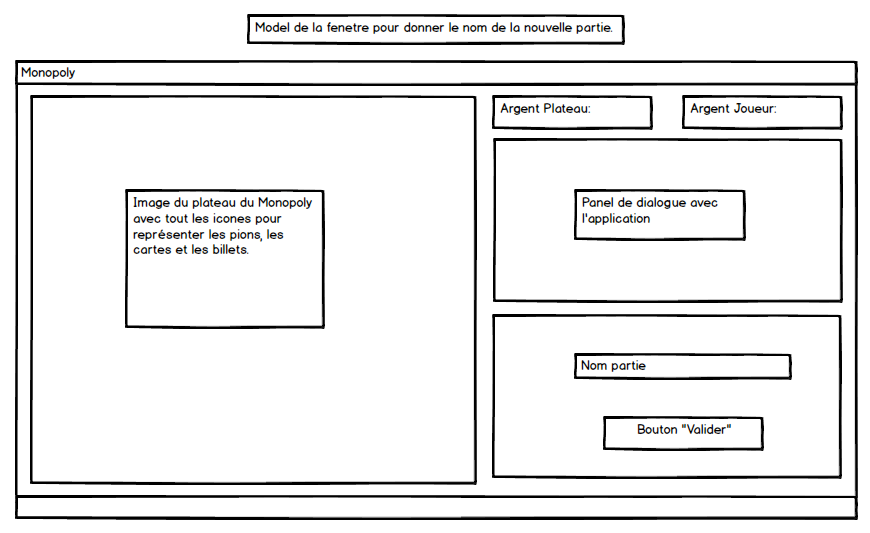 Model de la fenetre pour donner le nom de la nouvelle partie.
Monopoly
Argent Plateau:
Argent Joueur:
Image du plateau du Monopoly
avec tout les icones pour
représenter les pions, les
cartes et les billets.
Panel de dialogue avec
l'application
Nom partie
Bouton "Valider"